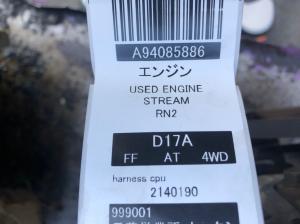 A94085886
エンジン
USED ENGINE
STREAM
RN2
D17A
FF AT 4WD
harness cpu
2140190
999001